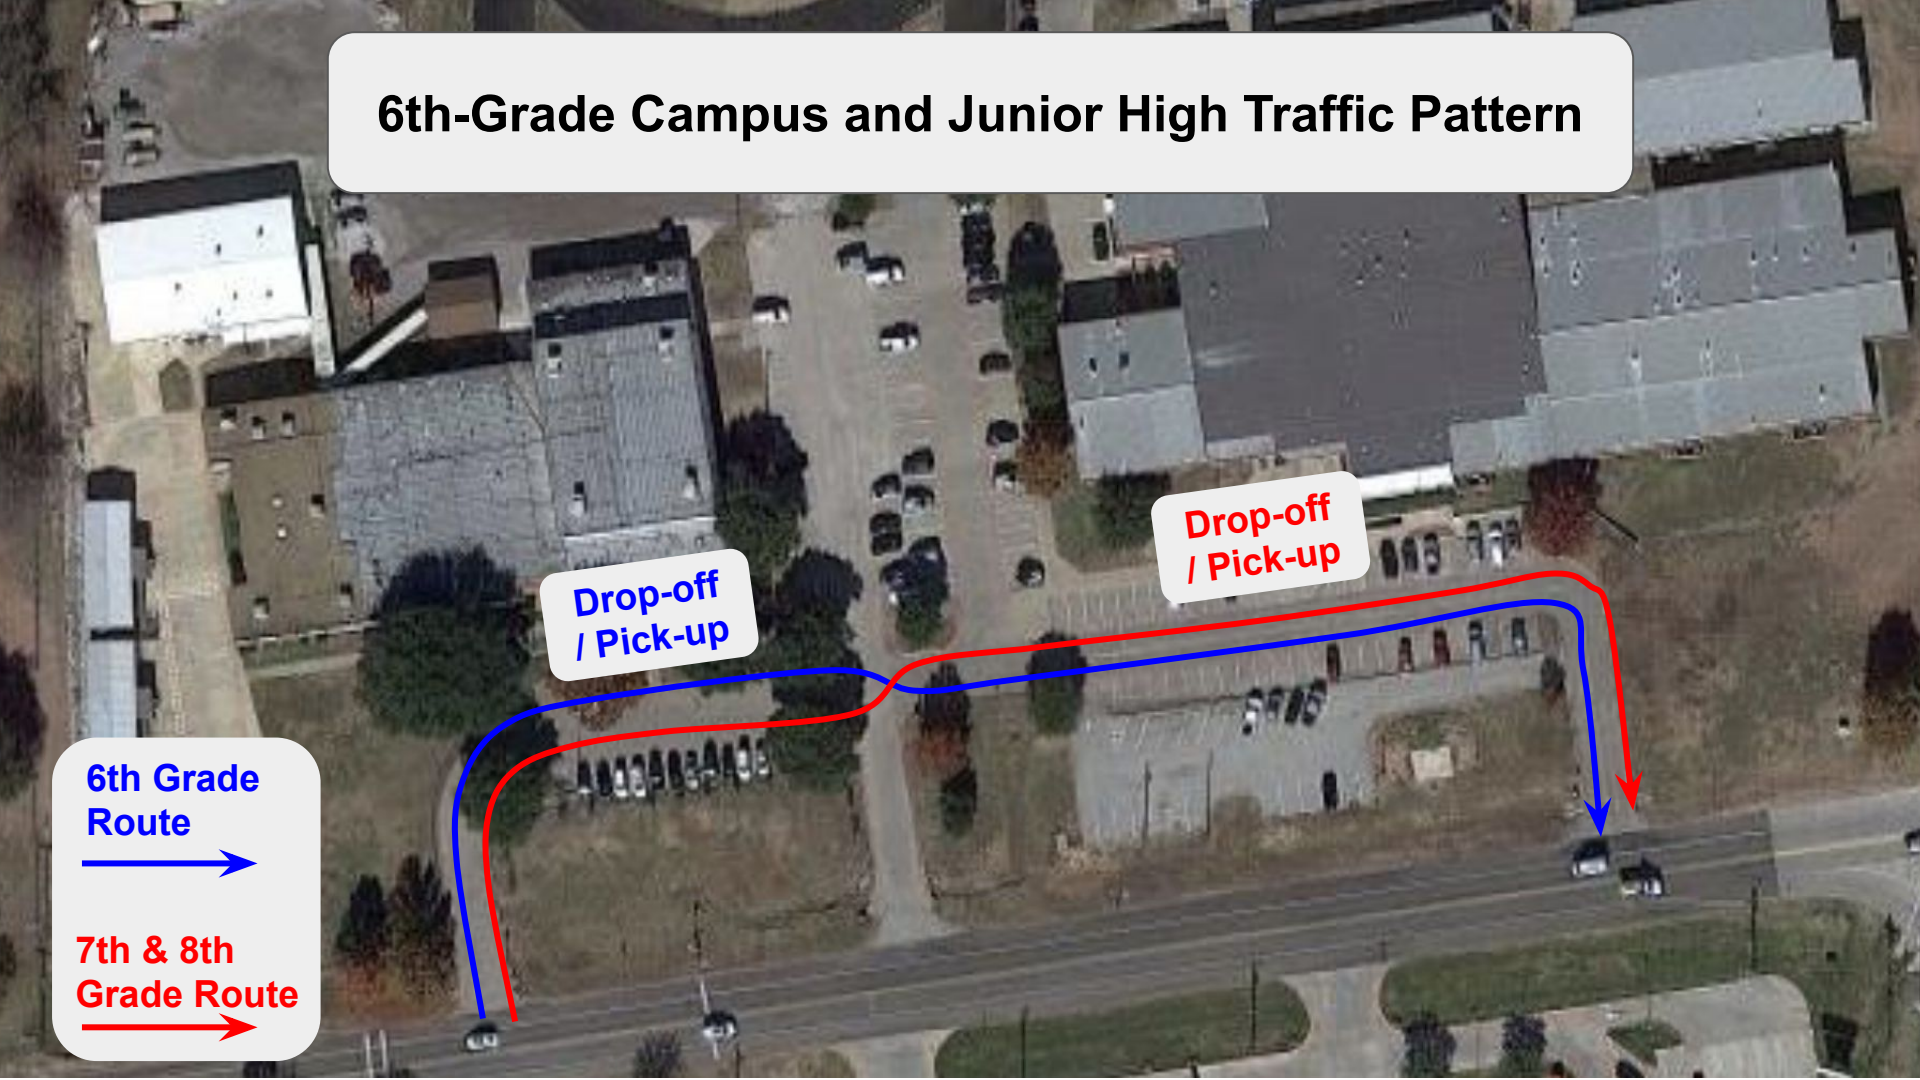 6th-Grade Campus and Junior High Traffic Pattern
Drop-off
/ Pick-up
Drop-off
/ Pick-up
6th Grade
Route
7th & 8th
Grade Route